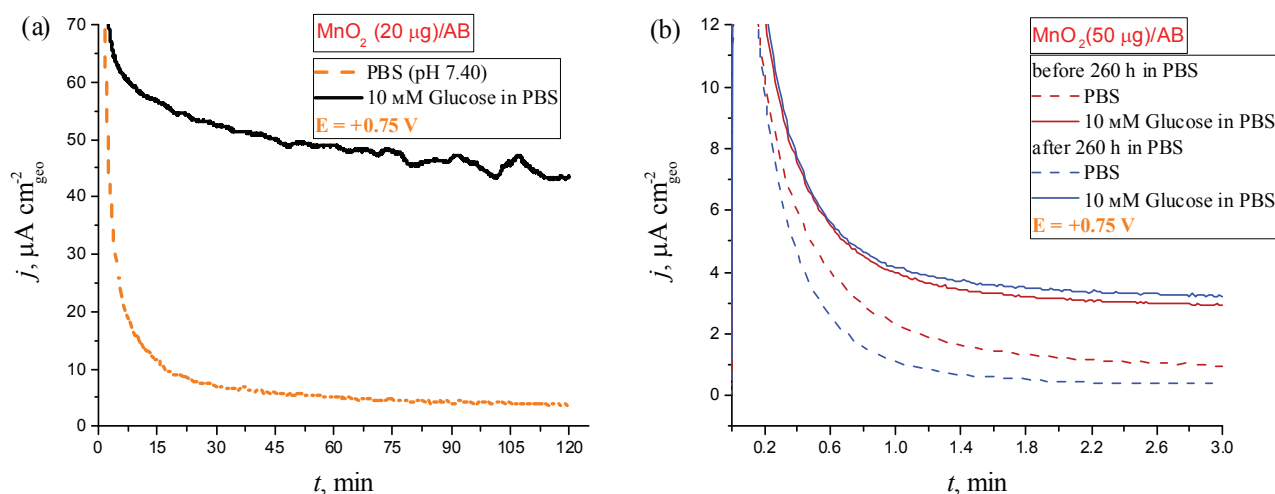 (a)
MnO₂ (20 µg)/AB
PBS (pH 7.40)
10 мM Glucose in PBS
E = +0.75 V
j, µA cm⁻²geo
70
60
50
40
30
20
10
0
0 15 30 45 60 75 90 105 120
t, min
(b)
MnO₂(50 µg)/AB
before 260 h in PBS
PBS
10 мM Glucose in PBS
after 260 h in PBS
PBS
10 мM Glucose in PBS
E = +0.75 V
j, µA cm⁻²geo
12
10
8
6
4
2
0
0.2 0.6 1.0 1.4 1.8 2.2 2.6 3.0
t, min